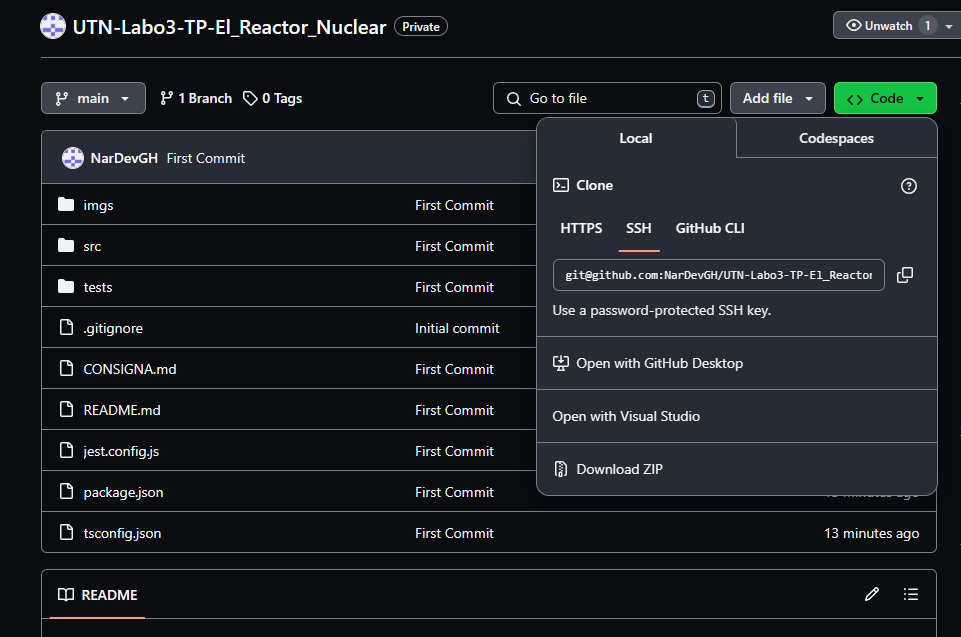 UTN-Labo3-TP-El_Reactor_Nuclear Private
Unwatch 1
main 1 Branch 0 Tags
Go to file t
Add file
Code
NarDevGH First Commit
imgs First Commit
src First Commit
tests First Commit
.gitignore Initial commit
CONSIGNA.md First Commit
README.md First Commit
jest.config.js First Commit
package.json First Commit
tsconfig.json First Commit 13 minutes ago
Local Codespaces
Clone
HTTPS SSH GitHub CLI
git@github.com:NarDevGH/UTN-Labo3-TP-El_Reactor
Use a password-protected SSH key.
Open with GitHub Desktop
Open with Visual Studio
Download ZIP
README